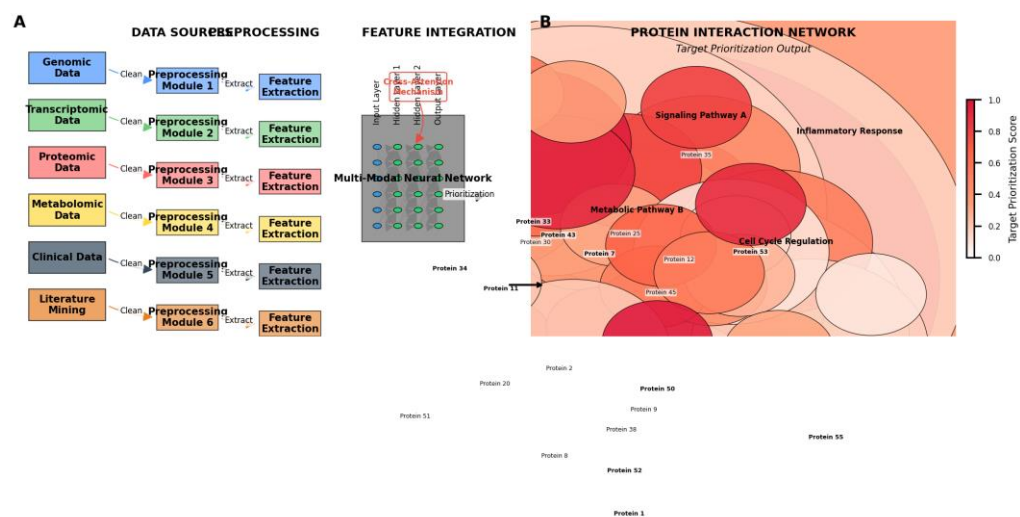 A
DATA SOURCES
PREPROCESSING
FEATURE INTEGRATION
Genomic
Data
Clean
Preprocessing
Module 1
Extract
Feature
Extraction
Transcriptomic
Data
Clean
Preprocessing
Module 2
Extract
Feature
Extraction
Proteomic
Data
Clean
Preprocessing
Module 3
Extract
Feature
Extraction
Metabolomic
Data
Clean
Preprocessing
Module 4
Extract
Feature
Extraction
Clinical Data
Clean
Preprocessing
Module 5
Extract
Feature
Extraction
Literature
Mining
Clean
Preprocessing
Module 6
Extract
Feature
Extraction
Cross-Attention
Mechanism
Input Layer
Hidden Layer 1
Hidden Layer 2
Output Layer
Multi-Modal Neural Network
Prioritization
B
PROTEIN INTERACTION NETWORK
Target Prioritization Output
Signaling Pathway A
Inflammatory Response
Protein 35
Metabolic Pathway B
Protein 33
Protein 43
Protein 25
Protein 30
Cell Cycle Regulation
Protein 7
Protein 53
Protein 12
Protein 34
Protein 11
Protein 45
Protein 2
Protein 20
Protein 50
Protein 9
Protein 51
Protein 38
Protein 55
Protein 8
Protein 52
Protein 1
1.0
0.8
0.6
0.4
0.2
0.0
Target Prioritization Score